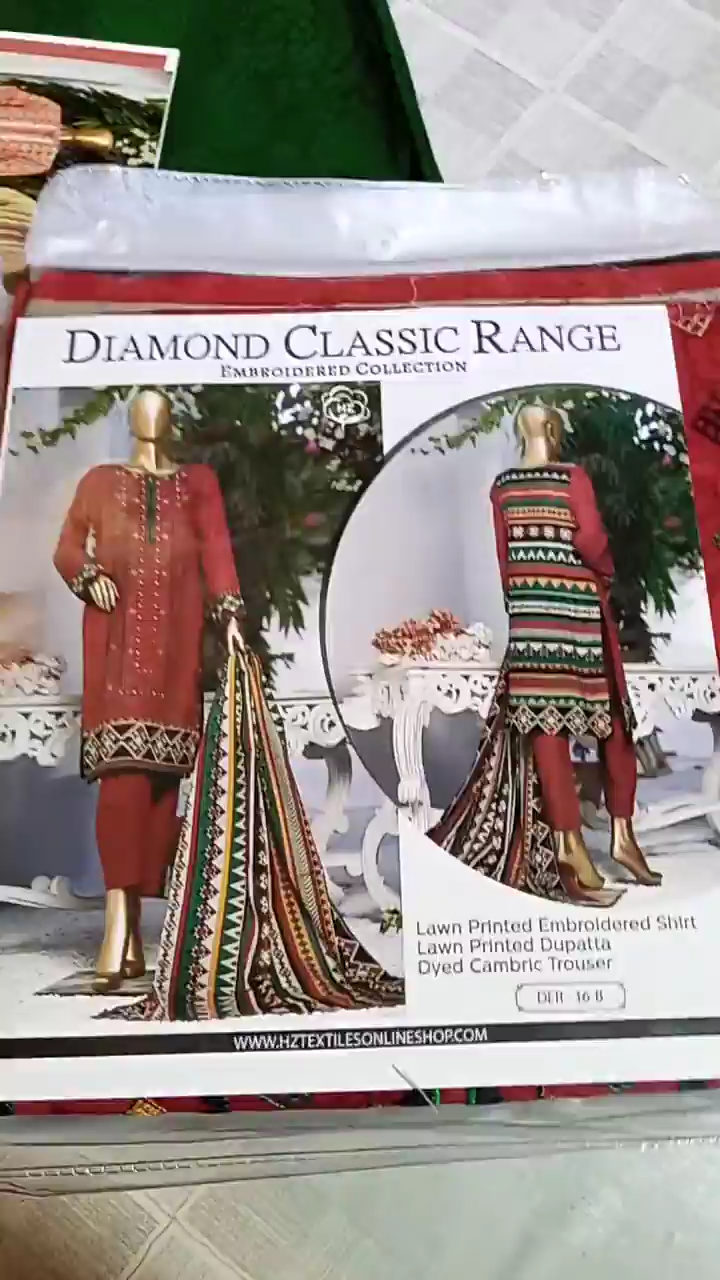 DIAMOND CLASSIC RANGE
EMBROIDERED COLLECTION
HZ
Lawn Printed Embroidered Shirt
Lawn Printed Dupatta
Dyed Cambric Trouser
16 B
WWW.HZTEXTILESONLINESHOP.COM